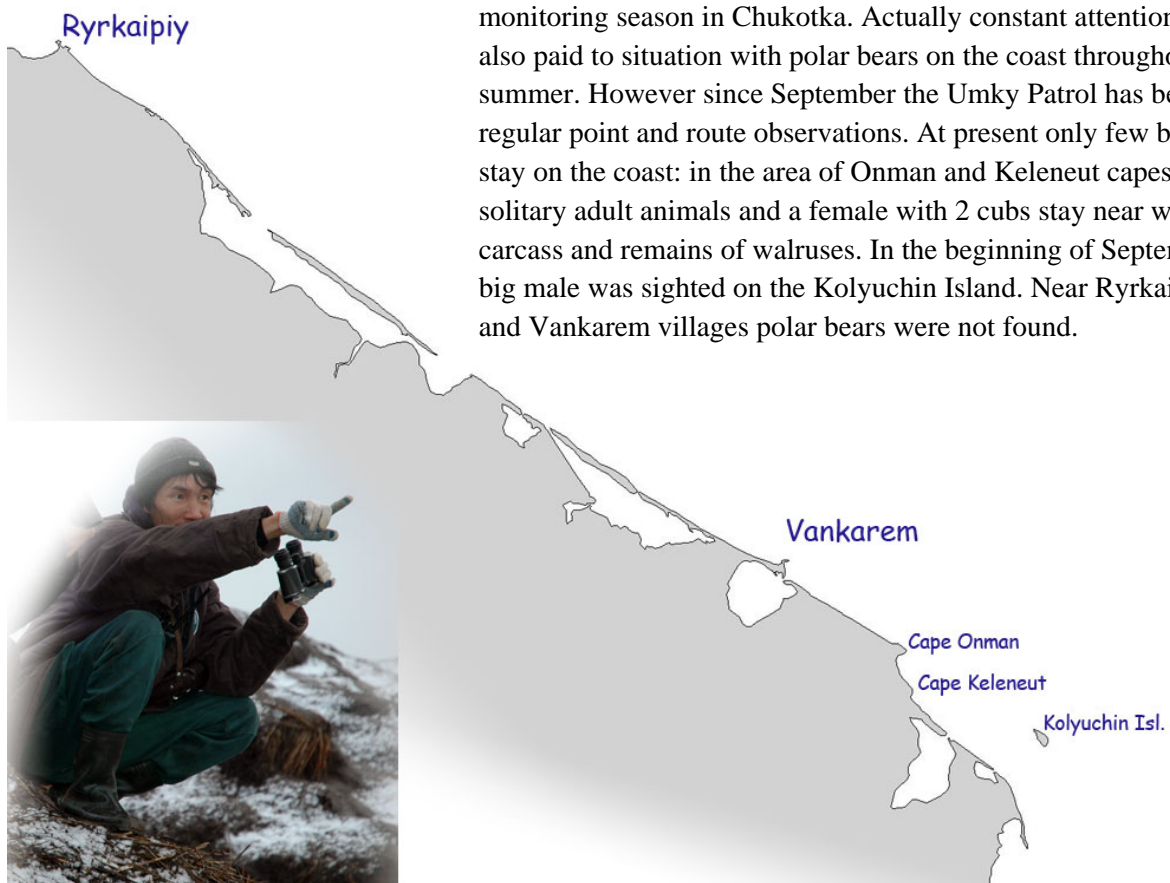 Ryrkaipiy
monitoring season in Chukotka. Actually constant attention
also paid to situation with polar bears on the coast
summer. However since September the Umky Patrol has
regular point and route observations. At present only few
stay on the coast: in the area of Onman and Keleneut capes
solitary adult animals and a female with 2 cubs stay near
carcass and remains of walruses. In the beginning of
big male was sighted on the Kolyuchin Island. Near
and Vankarem villages polar bears were not found.
Vankarem
Cape Onman
Cape Keleneut
Kolyuchin Isl.